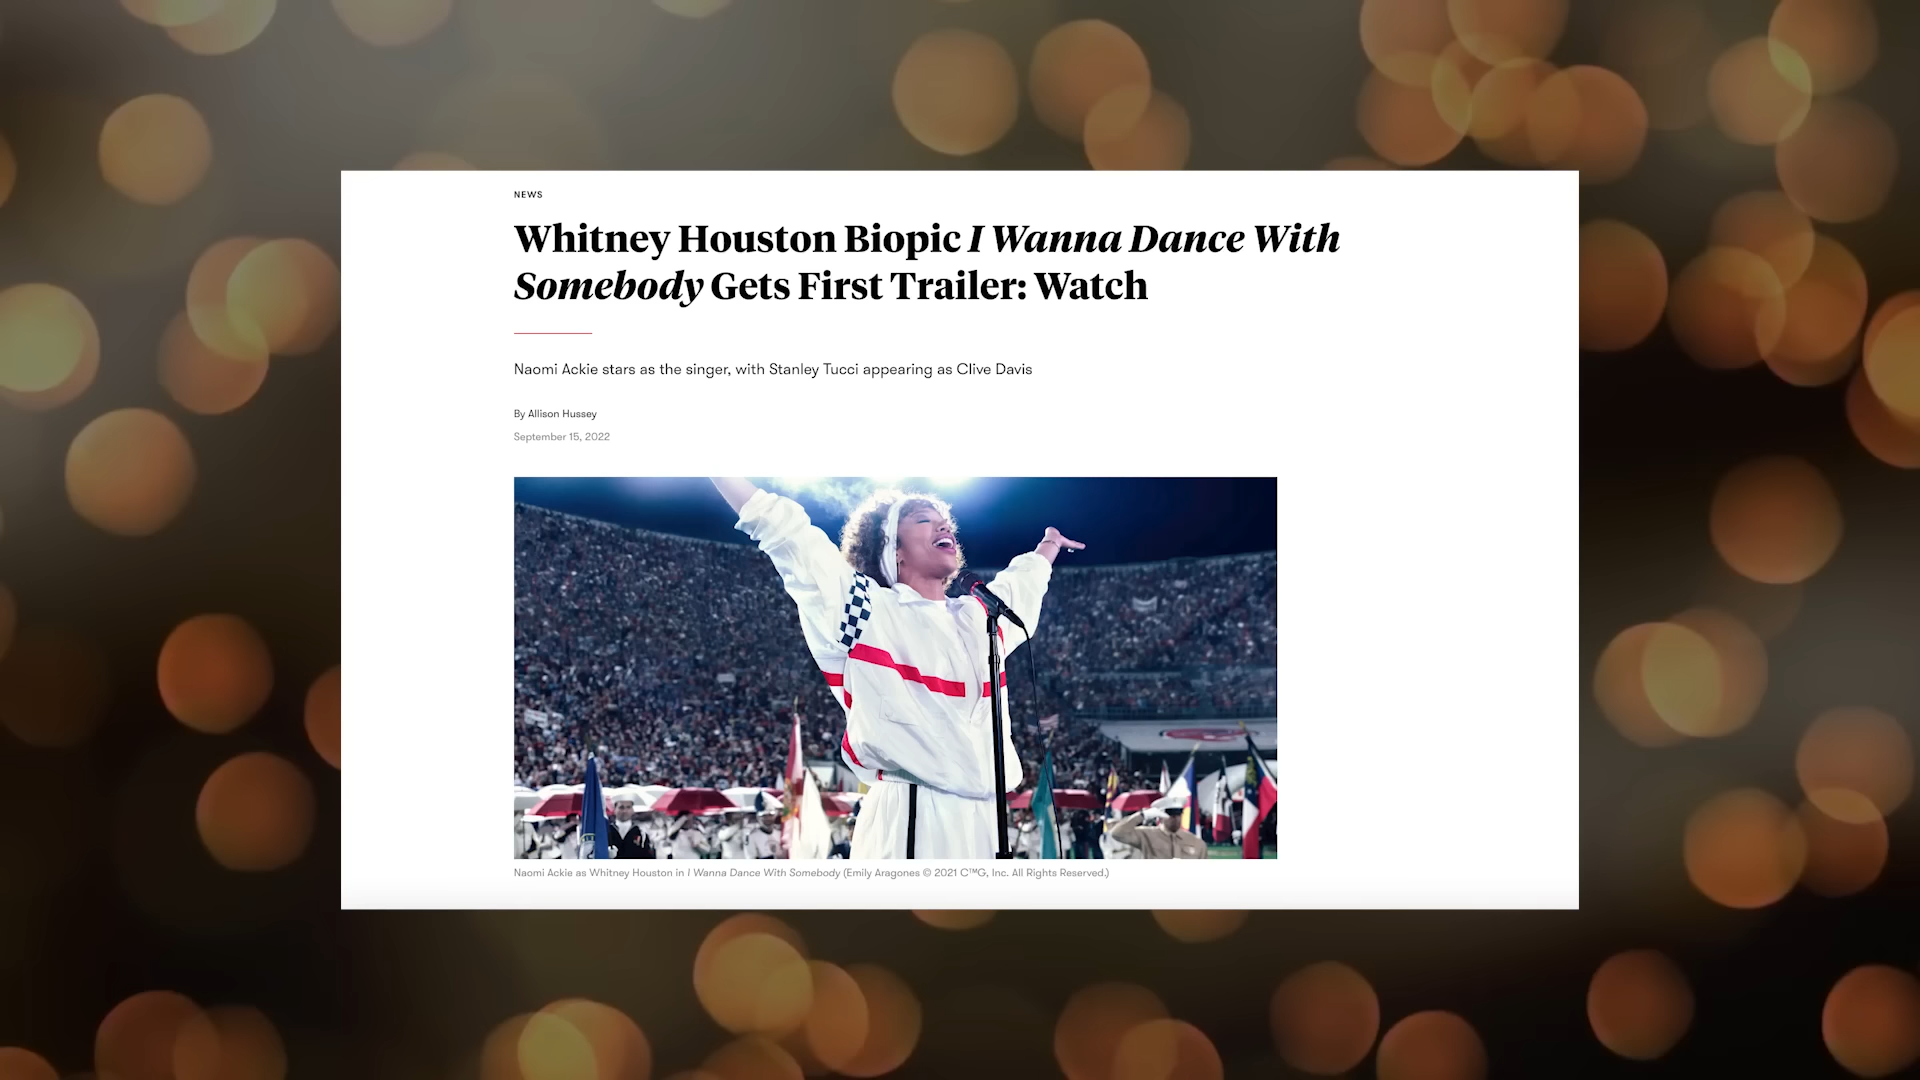 NEWS
Whitney Houston Biopic I Wanna Dance With
Somebody Gets First Trailer: Watch
Naomi Ackie stars as the singer, with Stanley Tucci appearing as Clive Davis
By Allison Hussey
September 15, 2022
Naomi Ackie as Whitney Houston in I Wanna Dance With Somebody (Emily Aragones © 2021 C™G, Inc. All Rights Reserved.)